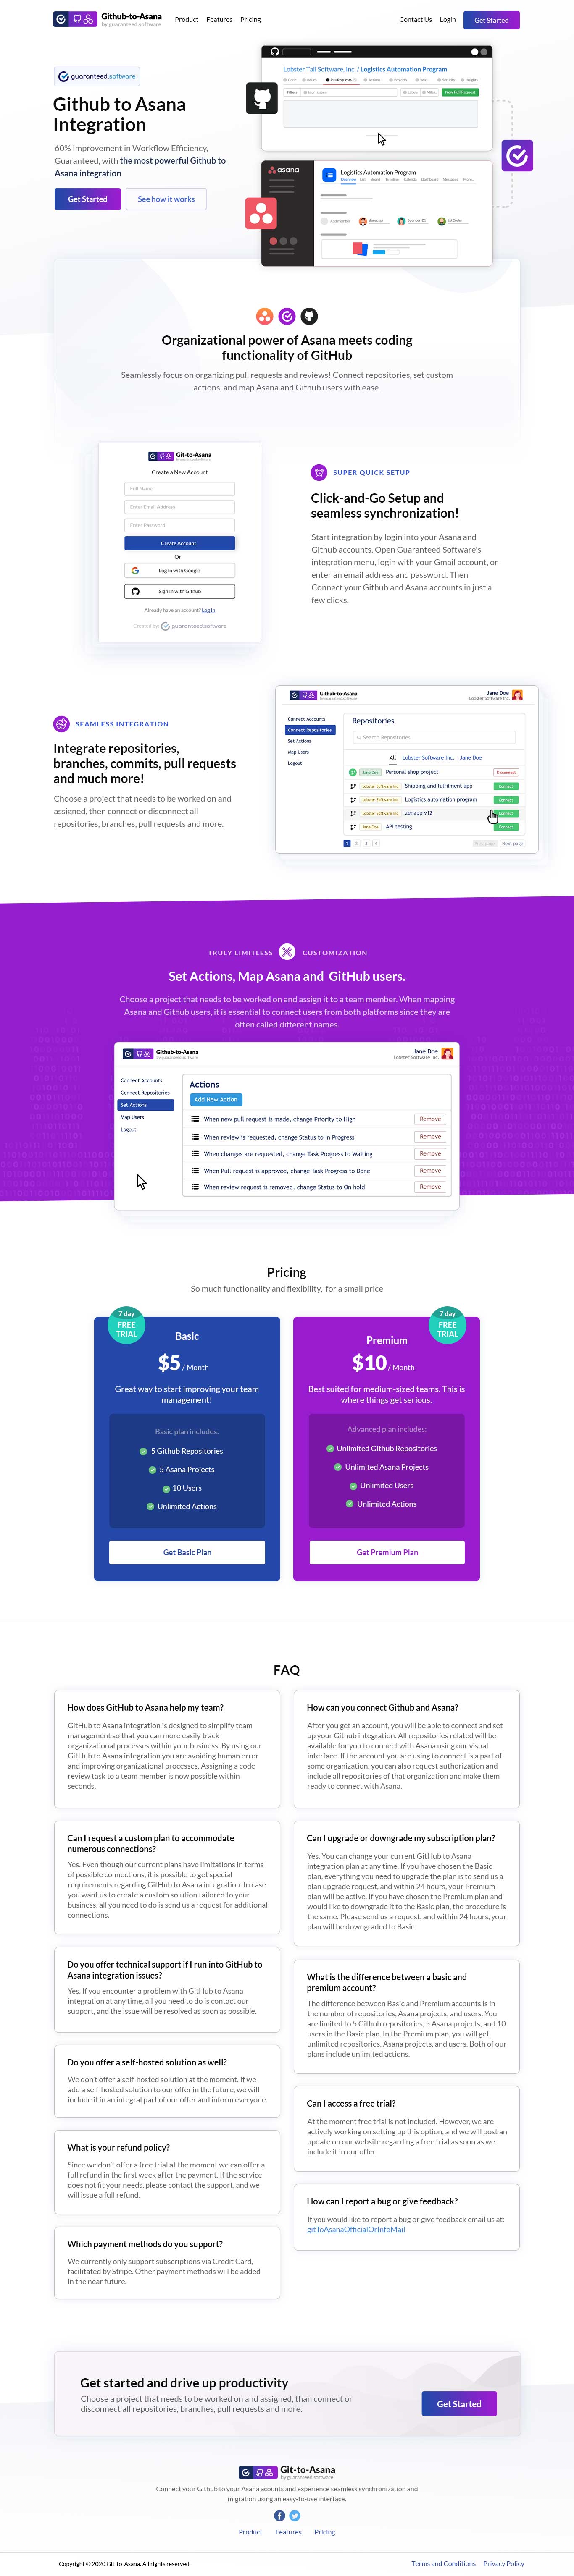 Github-to-Asana
by guaranteed.software
Product Features Pricing
Contact Us Login Get Started
guaranteed.software
Github to Asana
Integration
60% Improvement in Workflow Efficiency,
Guaranteed, with the most powerful Github to
Asana integration
Get Started See how it works
Lobster Tail Software, Inc. / Logistics Automation Program
Code Issues Pull Requests Actions Projects Wiki Security Insights
Filters Labels Miles New Pull Request
asana
Logistics Automation Program
Overview List Board Timeline Calendar Dashboard Messages More...
Organizational power of Asana meets coding
functionality of GitHub
Seamlessly focus on organizing pull requests and reviews! Connect repositories, set custom
actions, and map Asana and Github users with ease.
Git-to-Asana
by guaranteed.software
Create a New Account
Full Name
Enter Email Address
Enter Password
Create Account
Or
Log In with Google
Sign In with Github
Already have an account? Log In
Created by guaranteed.software
SUPER QUICK SETUP
Click-and-Go Setup and
seamless synchronization!
Start integration by login into your Asana and
Github accounts. Open Guaranteed Software's
integration menu, login with your Gmail account, or
enter an email address and password. Then
Connect your Github and Asana accounts in just a
few clicks.
SEAMLESS INTEGRATION
Integrate repositories,
branches, commits, pull requests
and much more!
Choose a project that needs to be worked on and
assigned, then connect or disconnect all
repositories, branches, pull requests and more.
Github-to-Asana
by guaranteed.software
Jane Doe
Lobster Software Inc.
Connect Accounts
Connect Repositories
Set Actions
Map Users
Logout
Repositories
Search Repositories
All Lobster Software Inc. Jane Doe
Jane Doe Personal shop project Disconnect
Lobster Software Inc Shipping and fulfillment app Connect
Lobster Software Inc Logistics automation program Connect
Lobster Software Inc zenapp v12 Connect
Jane Doe API testing Connect
1 2 3 4 Prev page Next page
TRULY LIMITLESS CUSTOMIZATION
Set Actions, Map Asana and GitHub users.
Choose a project that needs to be worked on and assign it to a team member. When mapping
Asana and Github users, it is essential to connect users from both platforms since they are
often called different names.
Github-to-Asana
by guaranteed.software
Jane Doe
Lobster Software Inc.
Connect Accounts
Connect Repositories
Set Actions
Map Users
Logout
Actions
Add New Action
When new pull request is made, change Priority to High Remove
When review is requested, change Status to In Progress Remove
When changes are requested, change Task Progress to Waiting Remove
When Pull request is approved, change Task Progress to Done Remove
When review request is removed, change Status to On hold Remove
Pricing
So much functionality and flexibility, for a small price
7 day
FREE
TRIAL
Basic
$5 / Month
Great way to start improving your team
management!
Basic plan includes:
5 Github Repositories
5 Asana Projects
10 Users
Unlimited Actions
Get Basic Plan
7 day
FREE
TRIAL
Premium
$10 / Month
Best suited for medium-sized teams. This is
where things get serious.
Advanced plan includes:
Unlimited Github Repositories
Unlimited Asana Projects
Unlimited Users
Unlimited Actions
Get Premium Plan
FAQ
How does GitHub to Asana help my team?
GitHub to Asana integration is designed to simplify team
management so that you can more easily track
organizational processes within your business. By using our
GitHub to Asana integration you are avoiding human error
and improving organizational processes. Assigning a code
review task to a team member is now possible within
seconds.
Can I request a custom plan to accommodate
numerous connections?
Yes. Even though our current plans have limitations in terms
of possible connections, it is possible to get special
requirements regarding GitHub to Asana integration. In case
you want us to create a custom solution tailored to your
business, all you need to do is send us a request for additional
connections.
Do you offer technical support if I run into GitHub to
Asana integration issues?
Yes. If you encounter a problem with GitHub to Asana
integration at any time, all you need to do is contact our
support, and the issue will be resolved as soon as possible.
Do you offer a self-hosted solution as well?
We don't offer a self-hosted solution at the moment. If we
add a self-hosted solution to our offer in the future, we will
include it in an integral part of our offer and inform everyone.
What is your refund policy?
Since we don't offer a free trial at the moment we can offer a
full refund in the first week after the payment. If the service
does not fit your needs, please contact the support, and we
will issue a full refund.
Which payment methods do you support?
We currently only support subscriptions via Credit Card,
facilitated by Stripe. Other payment methods will be added
in the near future.
How can you connect Github and Asana?
After you get an account, you will be able to connect and set
up your Github integration. All repositories related will be
available for you to connect with Asana using our visual
interface. If the account you are using to connect is a part of
some organization, you can also request authorization and
include all repositories of that organization and make them
ready to connect with Asana.
Can I upgrade or downgrade my subscription plan?
Yes. You can change your current GitHub to Asana
integration plan at any time. If you have chosen the Basic
plan, everything you need to upgrade the plan is to send us a
plan upgrade request, and within 24 hours, your Premium
plan will be active. If you have chosen the Premium plan and
would like to downgrade it to the Basic plan, the procedure is
the same. Please send us a request, and within 24 hour, your
plan will be downgraded to Basic.
What is the difference between a basic and
premium account?
The difference between Basic and Premium accounts in
the number of repositories, Asana projects, and users. You
are limited to 5 Github repositories, 5 Asana projects, and 10
users in the Basic plan. In the Premium plan, you will get
unlimited repositories, Asana projects, and users. Both of our
plans include unlimited actions.
Can I access a free trial?
At the moment free trial is not included. However, we are
actively working on setting up this option, and we will post an
update on our website regarding a free trial as soon as we
include it in our offer.
How can I report a bug or give feedback?
If you would like to report a bug or give feedback email us at:
gitToAsanaOfficialOrInfoMail
Get started and drive up productivity
Choose a project that needs to be worked on and assigned, than connect or
disconnect all repositories, branches, pull requests and more.
Get Started
Git-to-Asana
by guaranteed.software
Connect your Github to your Asana acounts and experience seamless synchronization and
migration using an easy-to-use interface.
Product Features Pricing
Copyright © 2020 Git-to-Asana. All rights reserved.
Terms and Conditions - Privacy Policy